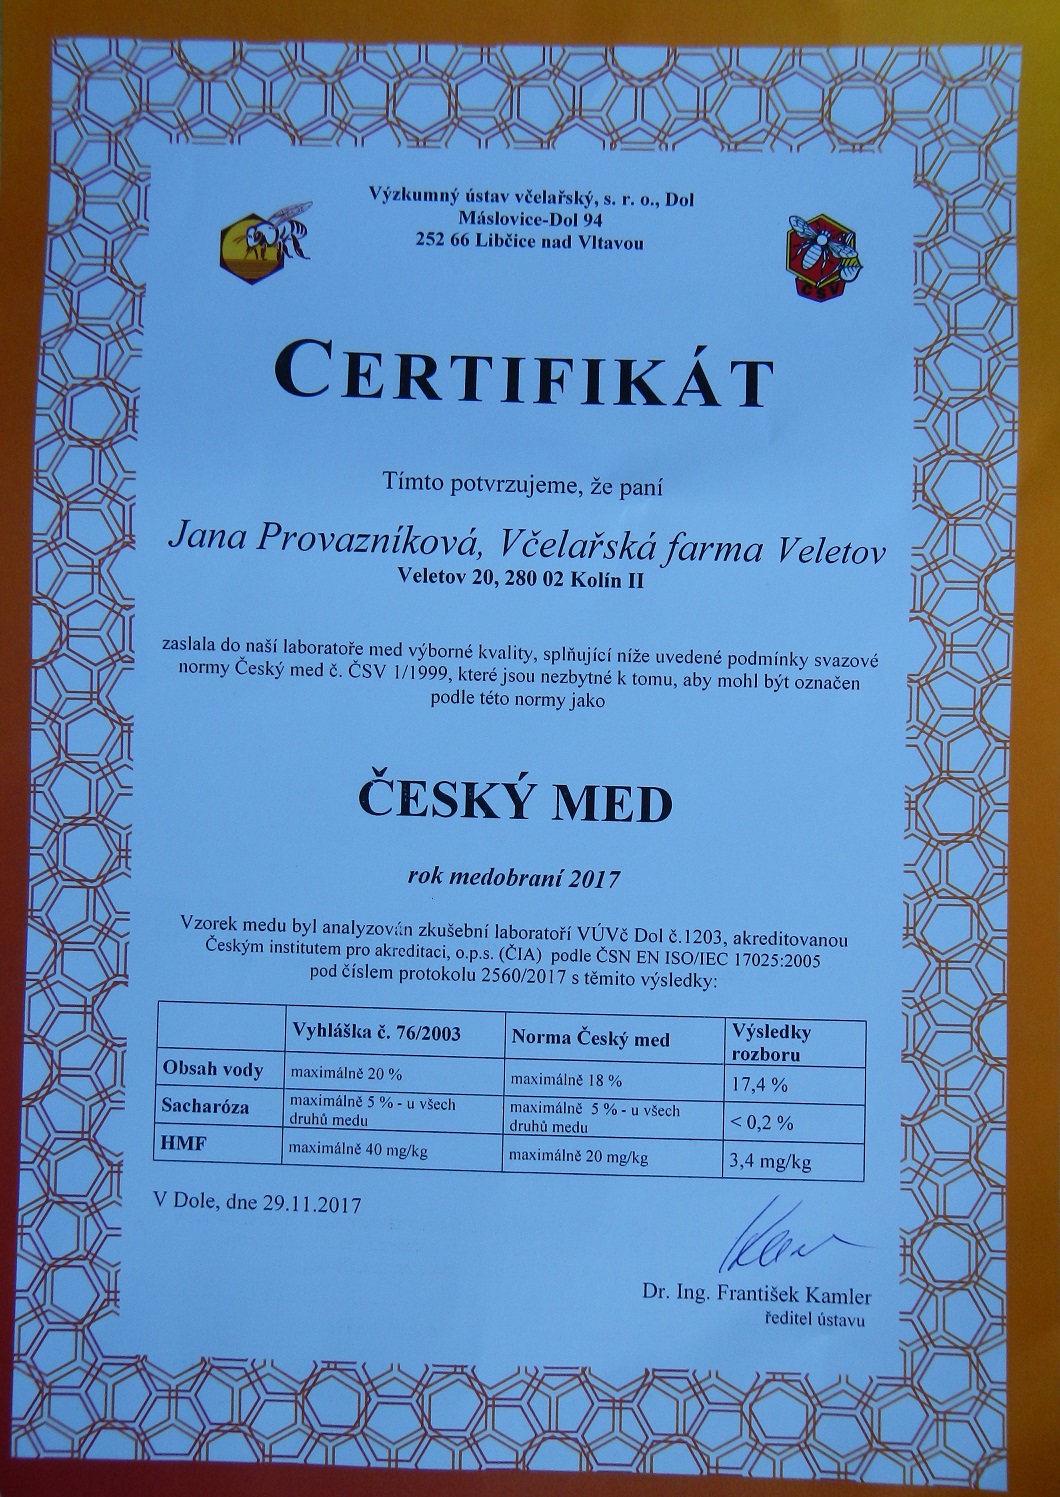 Výzkumný ústav včelařský, s. r. o., Dol
Máslovice-Dol 94
252 66 Libčice nad Vltavou
ČSV
CERTIFIKÁT
Tímto potvrzujeme, že paní
Jana Provazníková, Včelařská farma Veletov
Veletov 20, 280 02 Kolín II
zaslala do naší laboratoře med výborné kvality, splňující níže uvedené podmínky svazové
normy Český med č. ČSV 1/1999, které jsou nezbytné k tomu, aby mohl být označen
podle této normy jako
ČESKÝ MED
rok medobraní 2017
Vzorek medu byl analyzován zkušební laboratoří VÚVč Dol č.1203, akreditovanou
Českým institutem pro akreditaci, o.p.s. (ČIA) podle ČSN EN ISO/IEC 17025:2005
pod číslem protokolu 2560/2017 s těmito výsledky:
Vyhláška č. 76/2003 Norma Český med Výsledky
rozboru
Obsah vody maximálně 20 % maximálně 18 % 17,4 %
Sacharóza maximálně 5 % - u všech maximálně 5 % - u všech < 0,2 %
druhů medu druhů medu
HMF maximálně 40 mg/kg maximálně 20 mg/kg 3,4 mg/kg
V Dole, dne 29.11.2017
Dr. Ing. František Kamler
ředitel ústavu